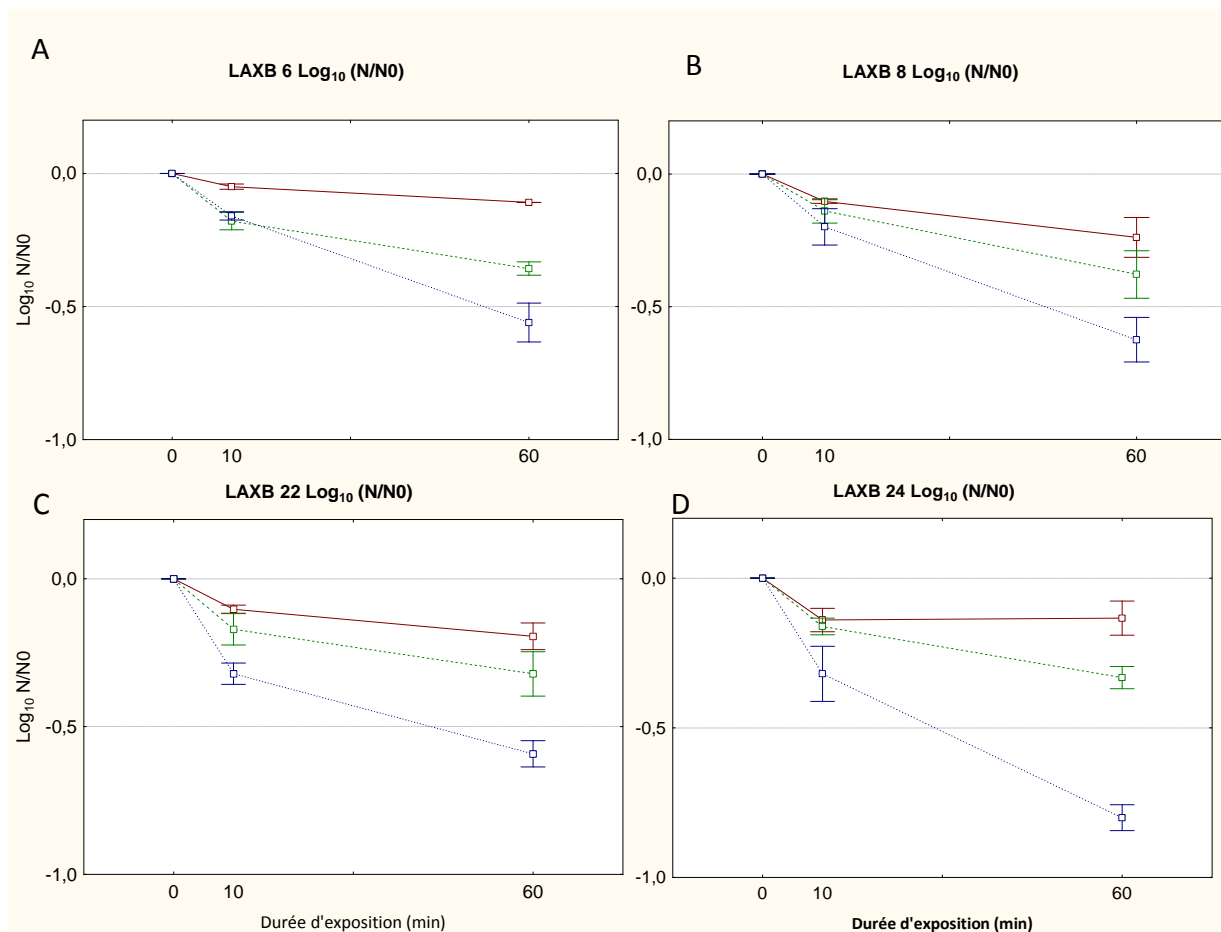 A
LAXB 6 Log₁₀ (N/N0)
Log₁₀ N/N0
0,0
-0,5
-1,0
0
10
60
B
LAXB 8 Log₁₀ (N/N0)
0,0
-0,5
-1,0
0
10
60
C
LAXB 22 Log₁₀ (N/N0)
Log₁₀ N/N0
0,0
-0,5
-1,0
0
10
60
Durée d'exposition (min)
D
LAXB 24 Log₁₀ (N/N0)
0,0
-0,5
-1,0
0
10
60
Durée d'exposition (min)